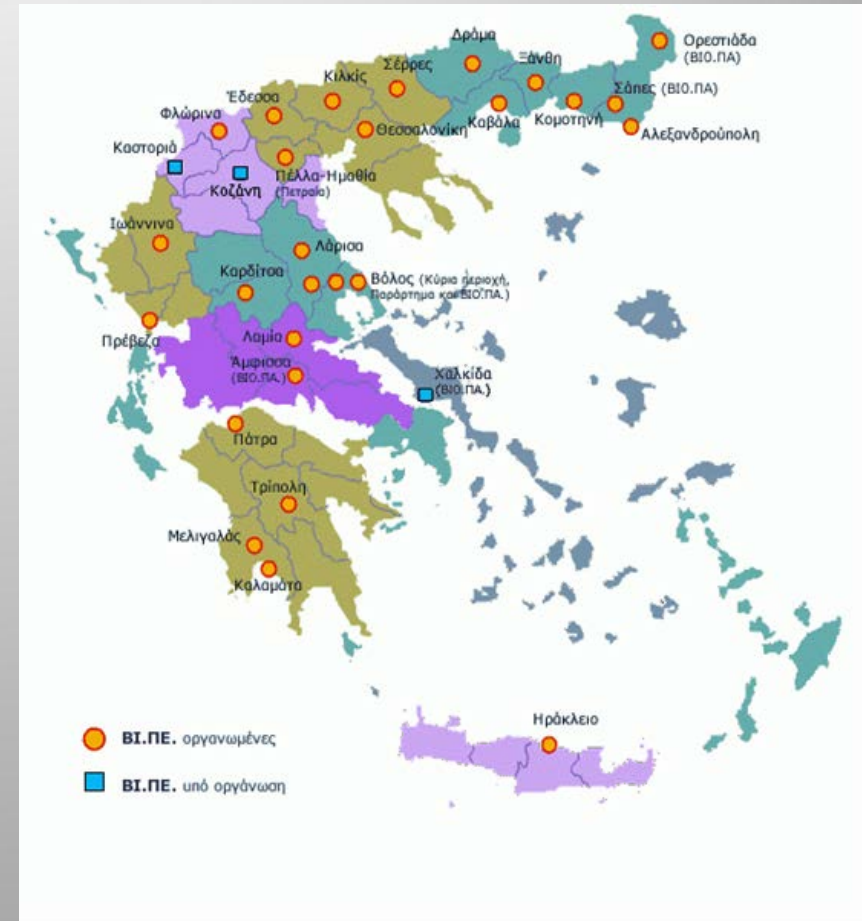 Δράμα
Ξάνθη
Ορεστιάδα
(ΒΙΟ.ΠΑ)
Σέρρες
Κιλκίς
Έδεσσα
Σάπες (ΒΙΟ.ΠΑ)
Φλώρινα
Θεσσαλονίκη
Καβάλα
Κομοτηνή
Αλεξανδρούπολη
Καστοριά
Κοζάνη
Πέλλα-Ημαθία
(Πετραία)
Ιωάννινα
Λάρισα
Καρδίτσα
Βόλος (Κύρια περιοχή,
Παράρτημα και ΒΙΟ.ΠΑ.)
Πρέβεζα
Λαμία
Άμφισσα
(ΒΙΟ.ΠΑ.)
Χαλκίδα
(ΒΙΟ.ΠΑ.)
Πάτρα
Τρίπολη
Μελιγαλάς
Καλαμάτα
Ηράκλειο
ΒΙ.ΠΕ. οργανωμένες
ΒΙ.ΠΕ. υπό οργάνωση